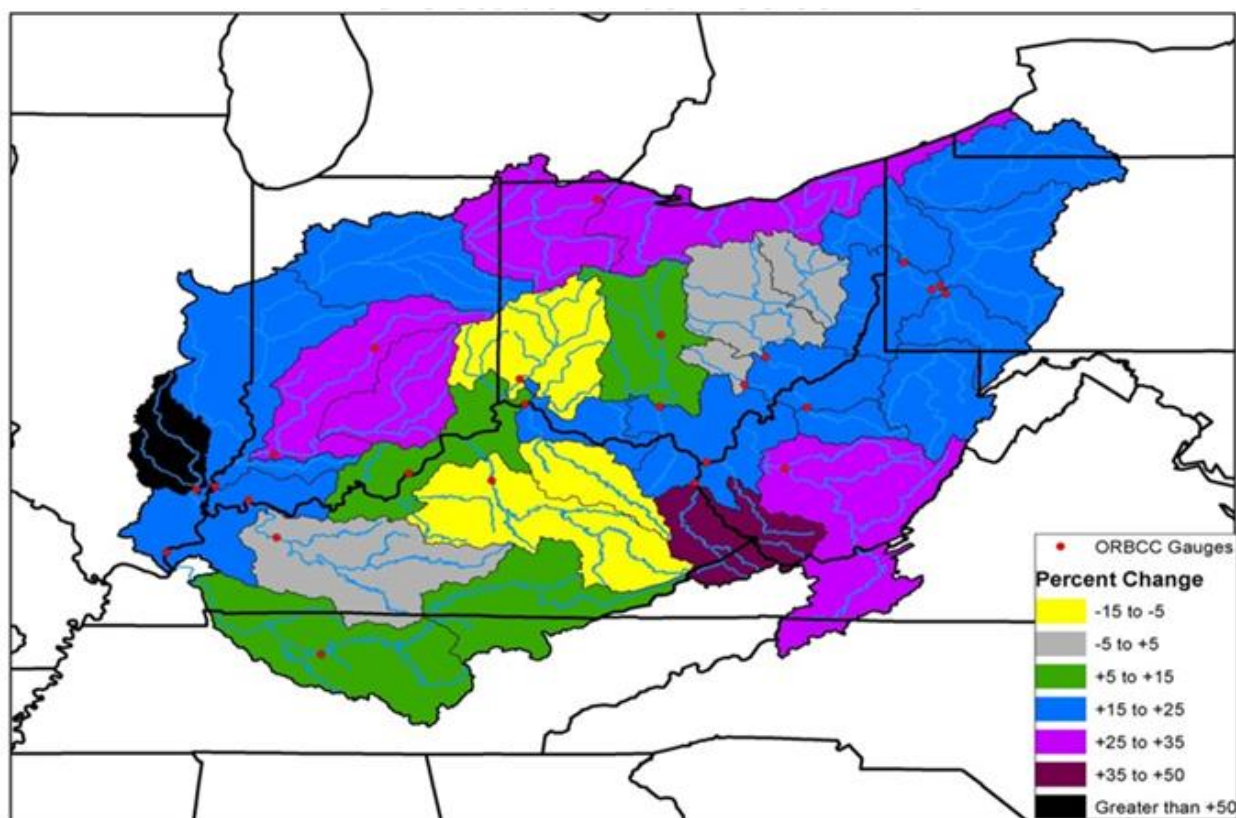 ORBCC Gauges
Percent Change
-15 to -5
-5 to +5
+5 to +15
+15 to +25
+25 to +35
+35 to +50
Greater than +50